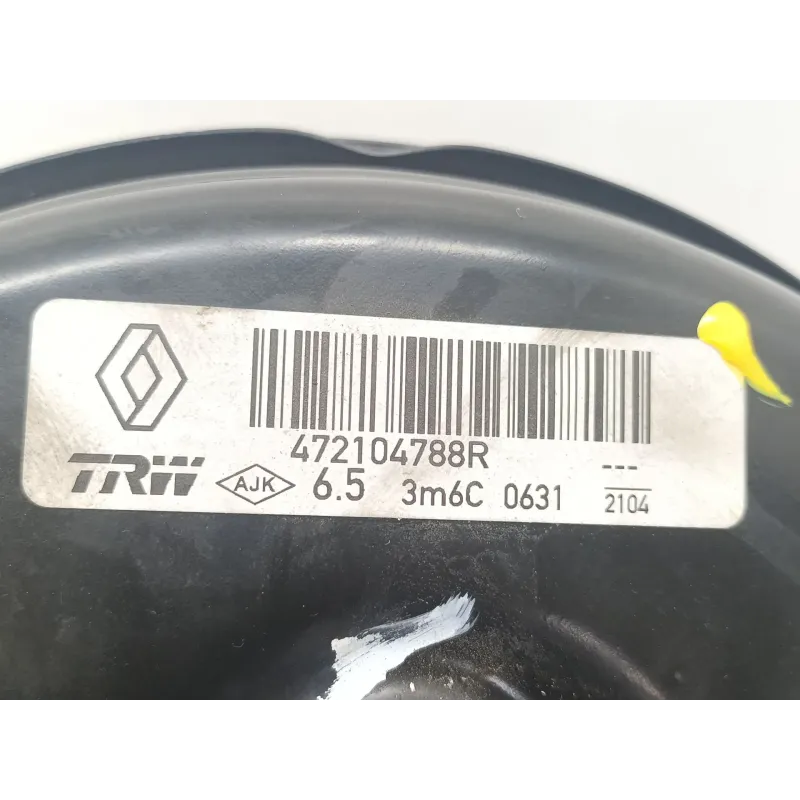 472104788R
TRW AJK 6.5 3m6C 0631 ---
2104